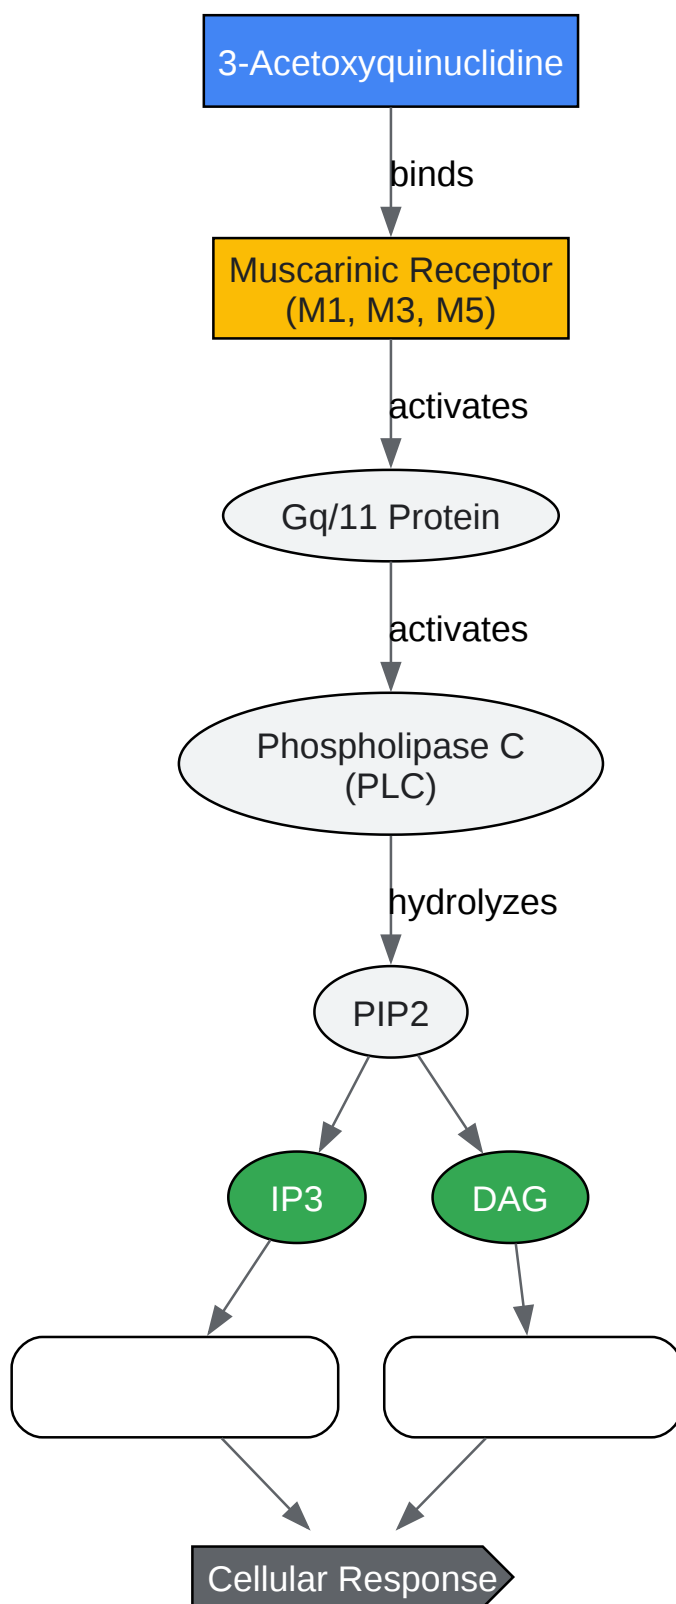 3-Acetoxyquinuclidine
binds
Muscarinic Receptor
(M1, M3, M5)
activates
Gq/11 Protein
activates
Phospholipase C
(PLC)
hydrolyzes
PIP2
IP3
DAG
Cellular Response